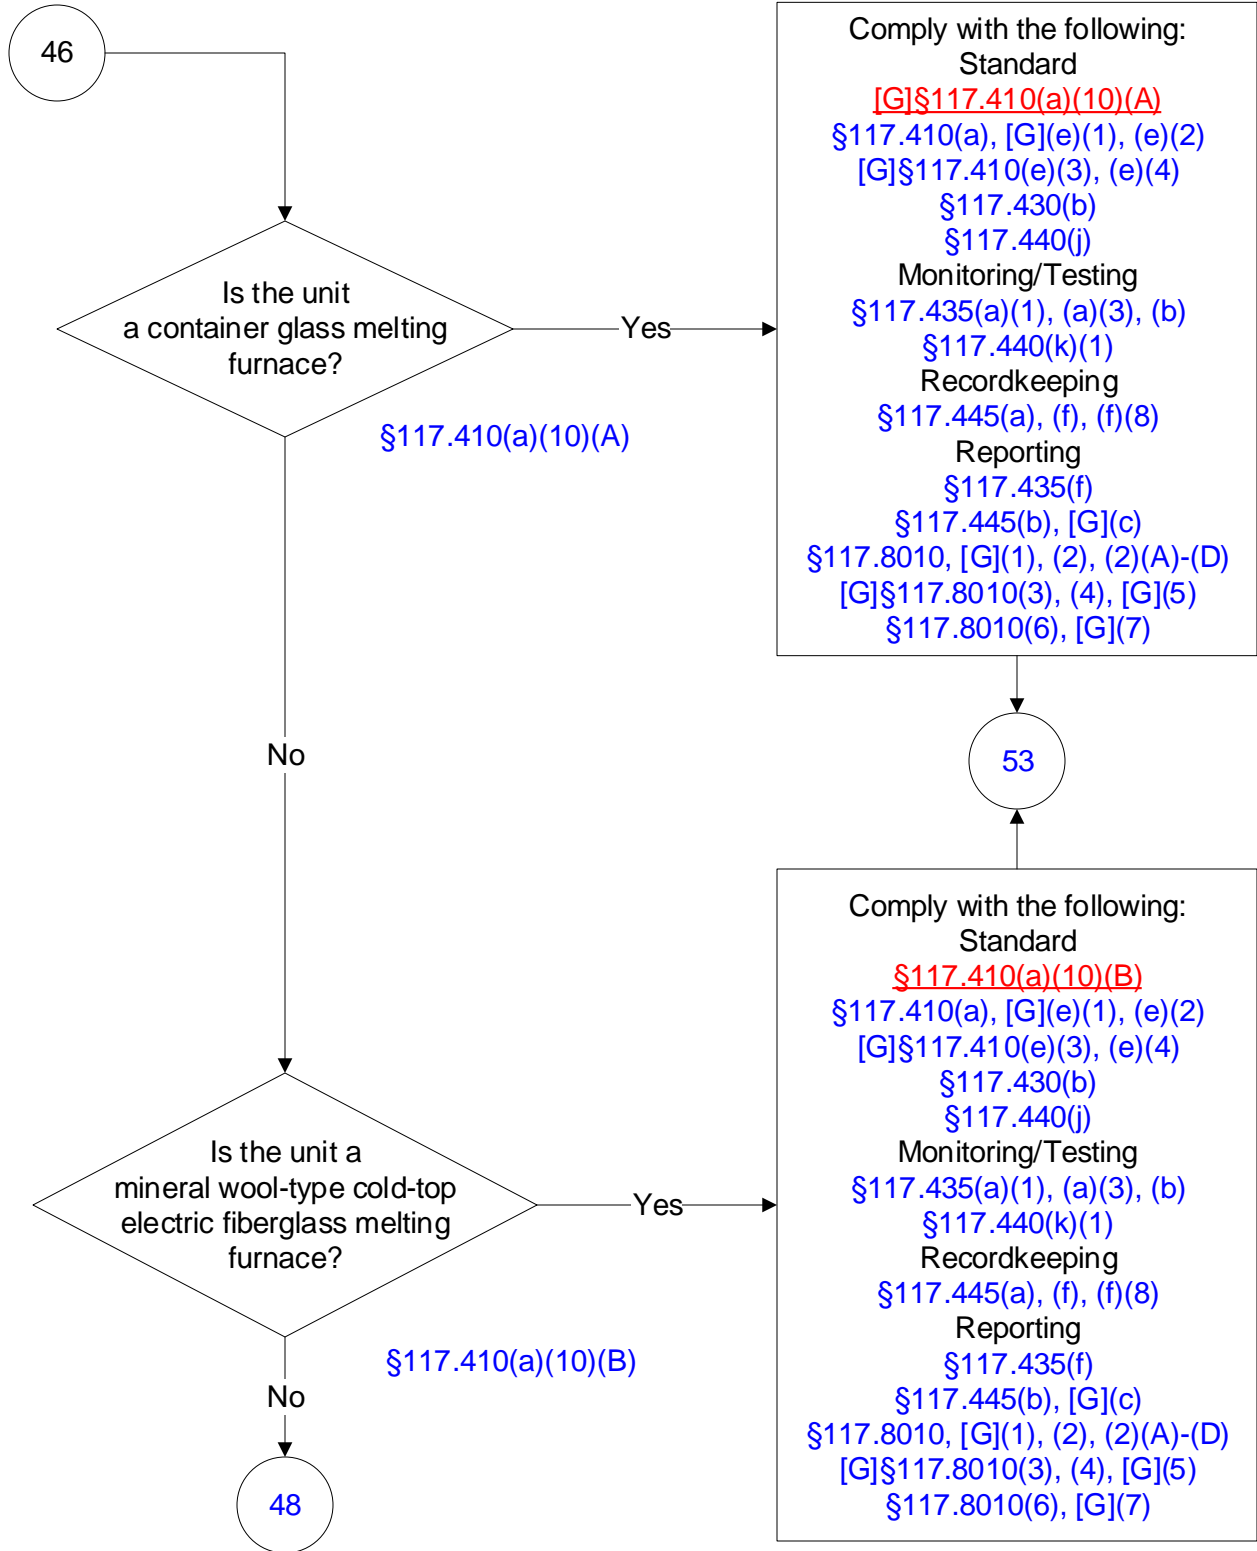 46
Is the unit
a container glass melting
furnace?
Yes
§117.410(a)(10)(A)
No
Comply with the following:
Standard
[G]§117.410(a)(10)(A)
§117.410(a), [G](e)(1), (e)(2)
[G]§117.410(e)(3), (e)(4)
§117.430(b)
§117.440(j)
Monitoring/Testing
§117.435(a)(1), (a)(3), (b)
§117.440(k)(1)
Recordkeeping
§117.445(a), (f), (f)(8)
Reporting
§117.435(f)
§117.445(b), [G](c)
§117.8010, [G](1), (2), (2)(A)-(D)
[G]§117.8010(3), (4), [G](5)
§117.8010(6), [G](7)
53
Is the unit a
mineral wool-type cold-top
electric fiberglass melting
furnace?
Yes
§117.410(a)(10)(B)
No
48
Comply with the following:
Standard
§117.410(a)(10)(B)
§117.410(a), [G](e)(1), (e)(2)
[G]§117.410(e)(3), (e)(4)
§117.430(b)
§117.440(j)
Monitoring/Testing
§117.435(a)(1), (a)(3), (b)
§117.440(k)(1)
Recordkeeping
§117.445(a), (f), (f)(8)
Reporting
§117.435(f)
§117.445(b), [G](c)
§117.8010, [G](1), (2), (2)(A)-(D)
[G]§117.8010(3), (4), [G](5)
§117.8010(6), [G](7)